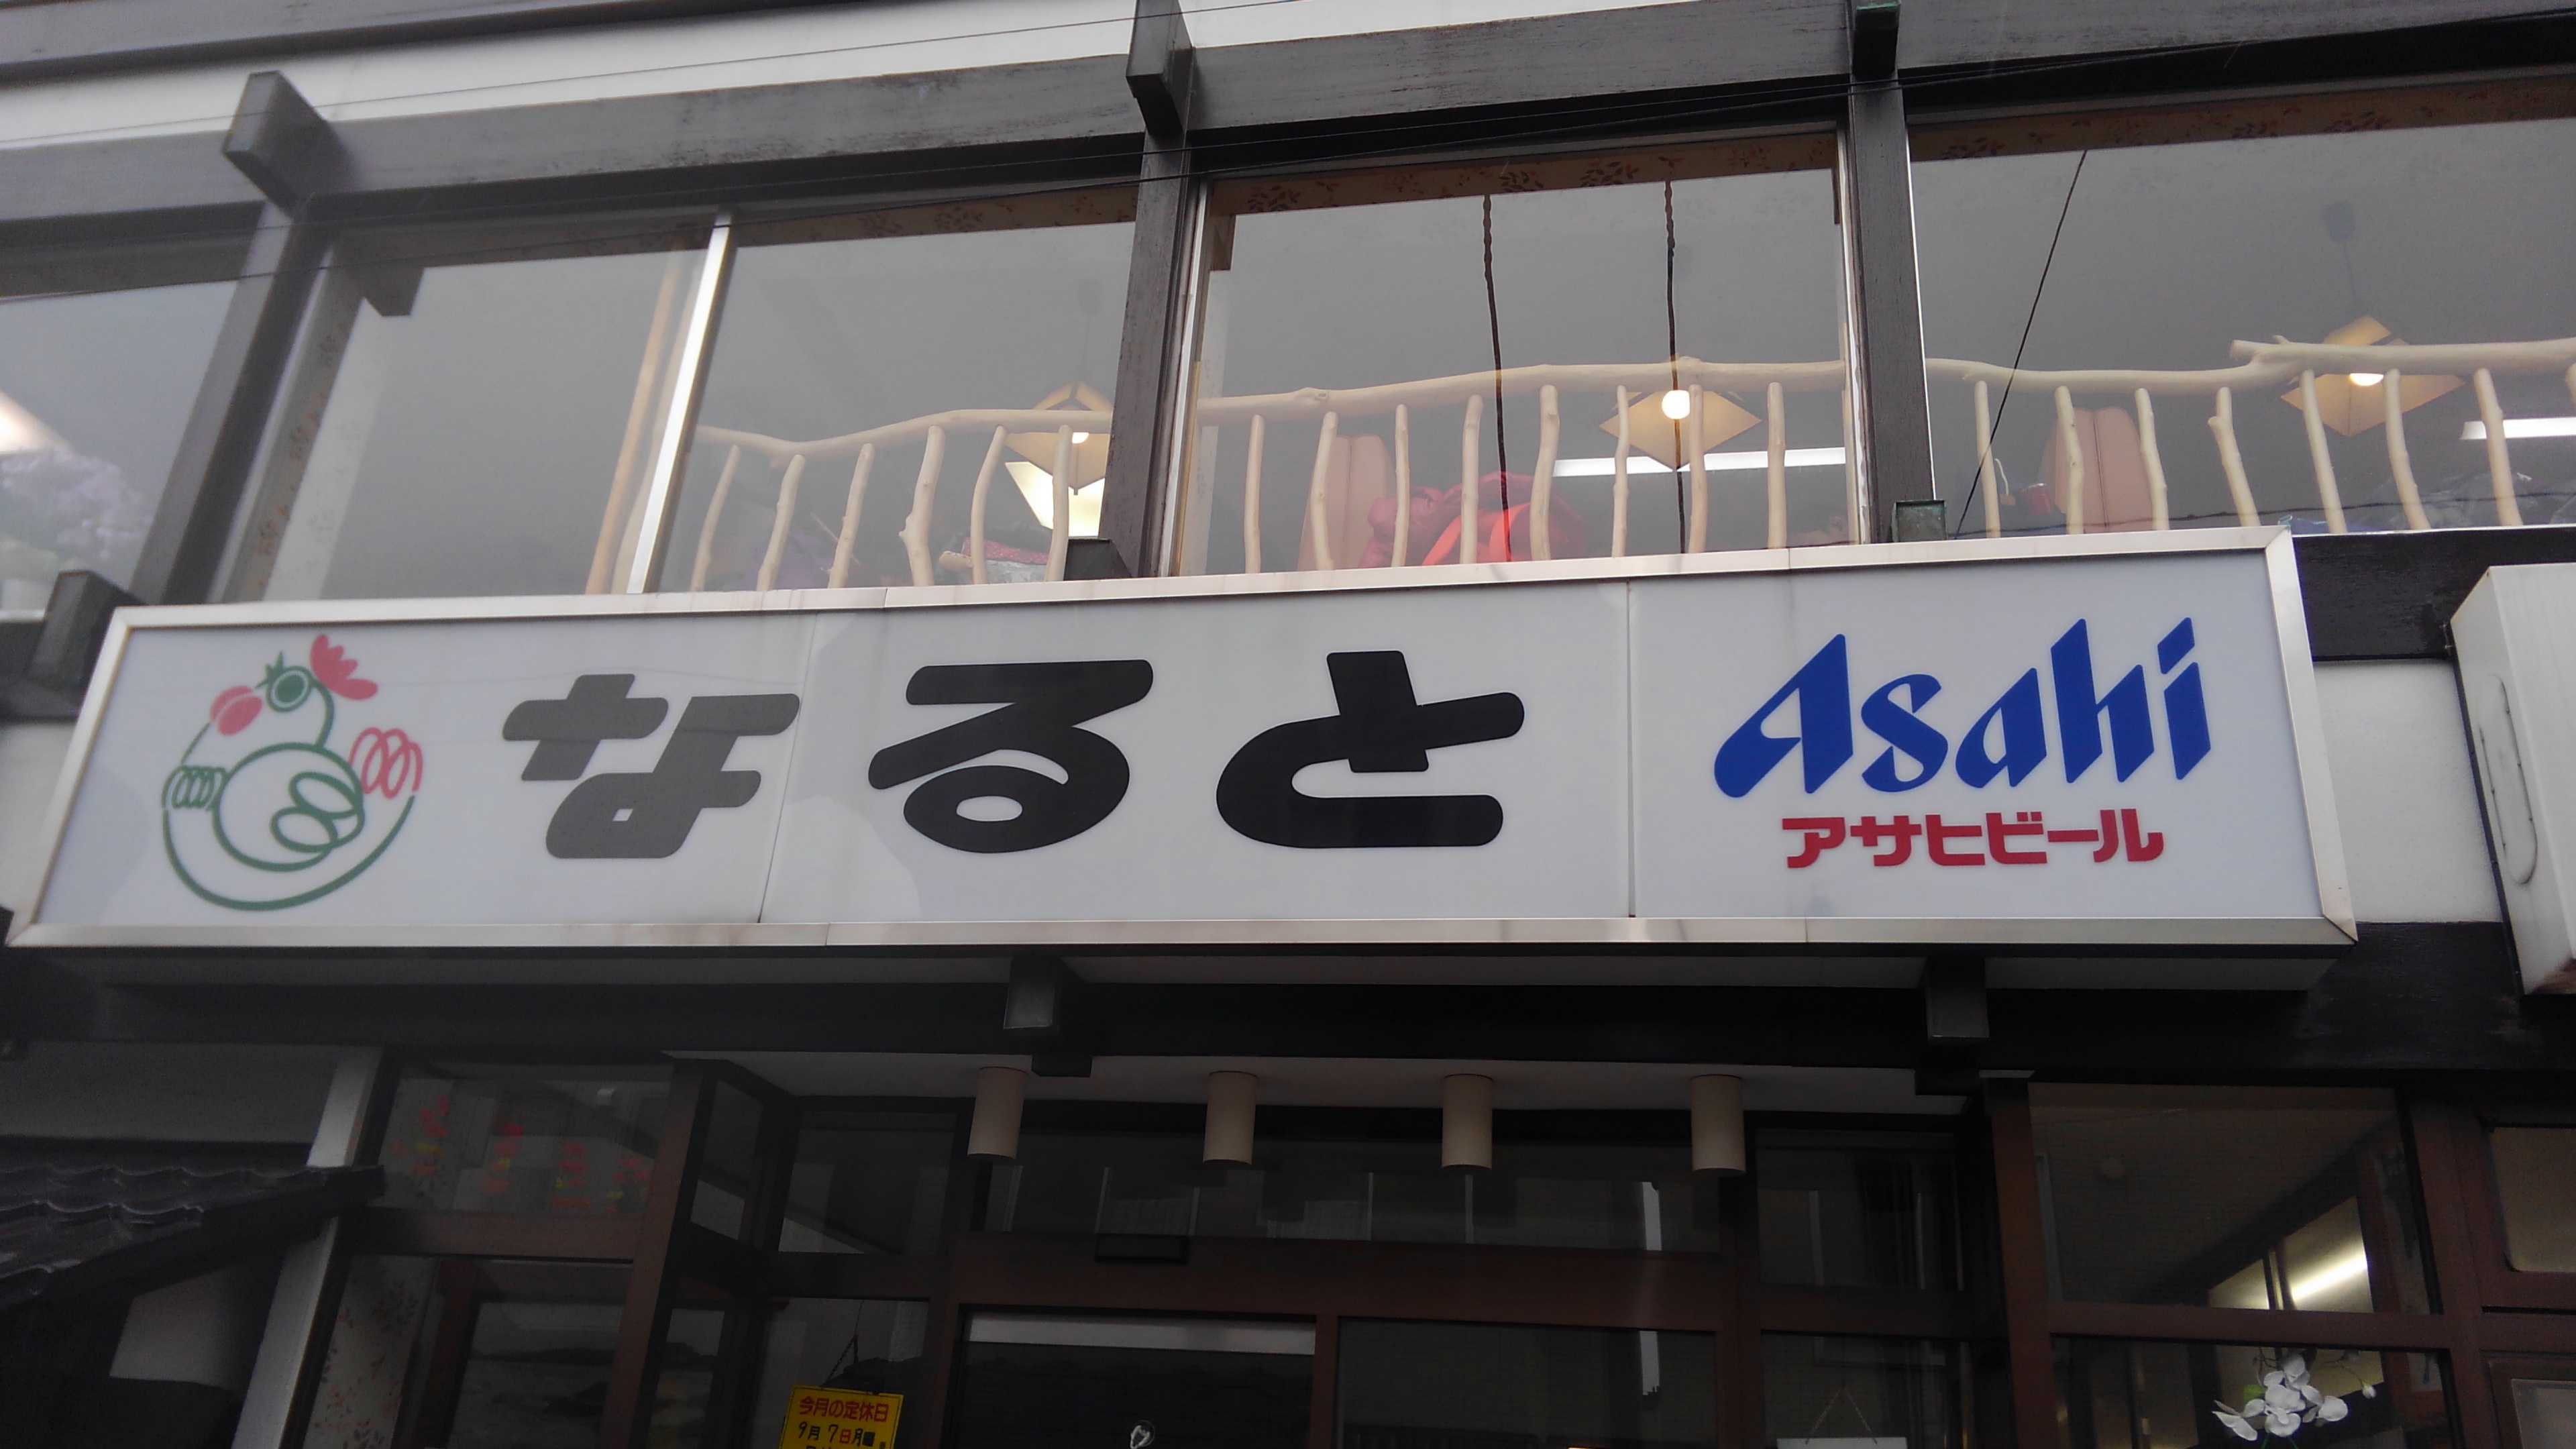 なると
Asahi
アサヒビール
今月の定休日
9月7日月曜